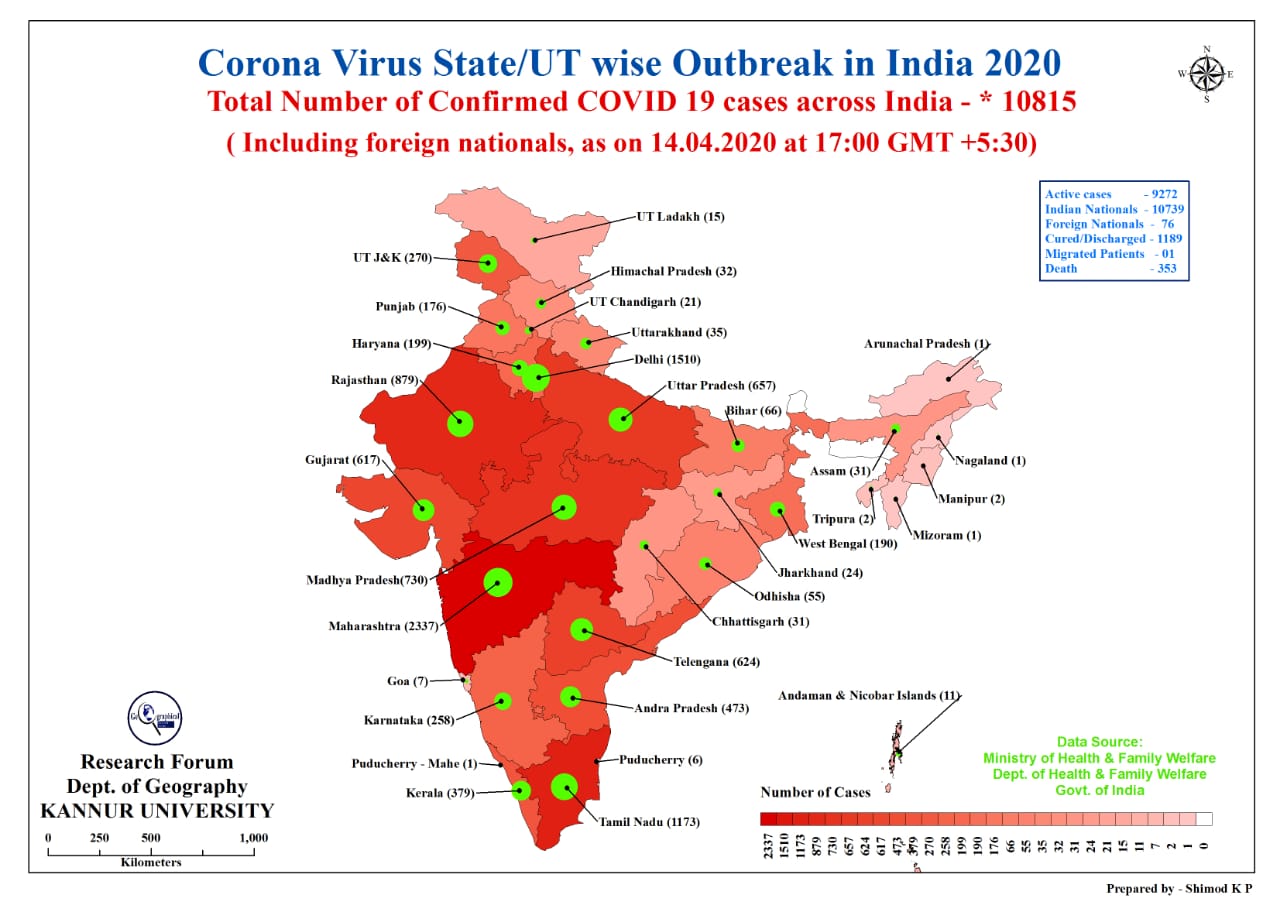 Corona Virus State/UT wise Outbreak in India 2020
Total Number of Confirmed COVID 19 cases across India - * 10815
( Including foreign nationals, as on 14.04.2020 at 17:00 GMT +5:30)
N
W
E
S
Active cases - 9272
Indian Nationals - 10739
Foreign Nationals - 76
Cured/Discharged - 1189
Migrated Patients - 01
Death - 353
UT Ladakh (15)
UT J&K (270)
Himachal Pradesh (32)
UT Chandigarh (21)
Punjab (176)
Uttarakhand (35)
Haryana (199)
Delhi (1510)
Arunachal Pradesh (1)
Rajasthan (879)
Uttar Pradesh (657)
Bihar (66)
Gujarat (617)
Assam (31)
Nagaland (1)
Manipur (2)
Tripura (2)
Mizoram (1)
West Bengal (190)
Jharkhand (24)
Madhya Pradesh(730)
Odhisha (55)
Chhattisgarh (31)
Maharashtra (2337)
Telengana (624)
Goa (7)
Andaman & Nicobar Islands (11)
Andra Pradesh (473)
Karnataka (258)
Puducherry - Mahe (1)
Puducherry (6)
Kerala (379)
Tamil Nadu (1173)
Data Source:
Ministry of Health & Family Welfare
Dept. of Health & Family Welfare
Govt. of India
Research Forum
Dept. of Geography
KANNUR UNIVERSITY
0 250 500 1,000
Kilometers
Number of Cases
2337 1510 1173 879 730 657 624 617 473 379 270 258 199 190 176 66 55 35 32 31 24 21 15 11 7 2 1 0
Prepared by - Shimod K P